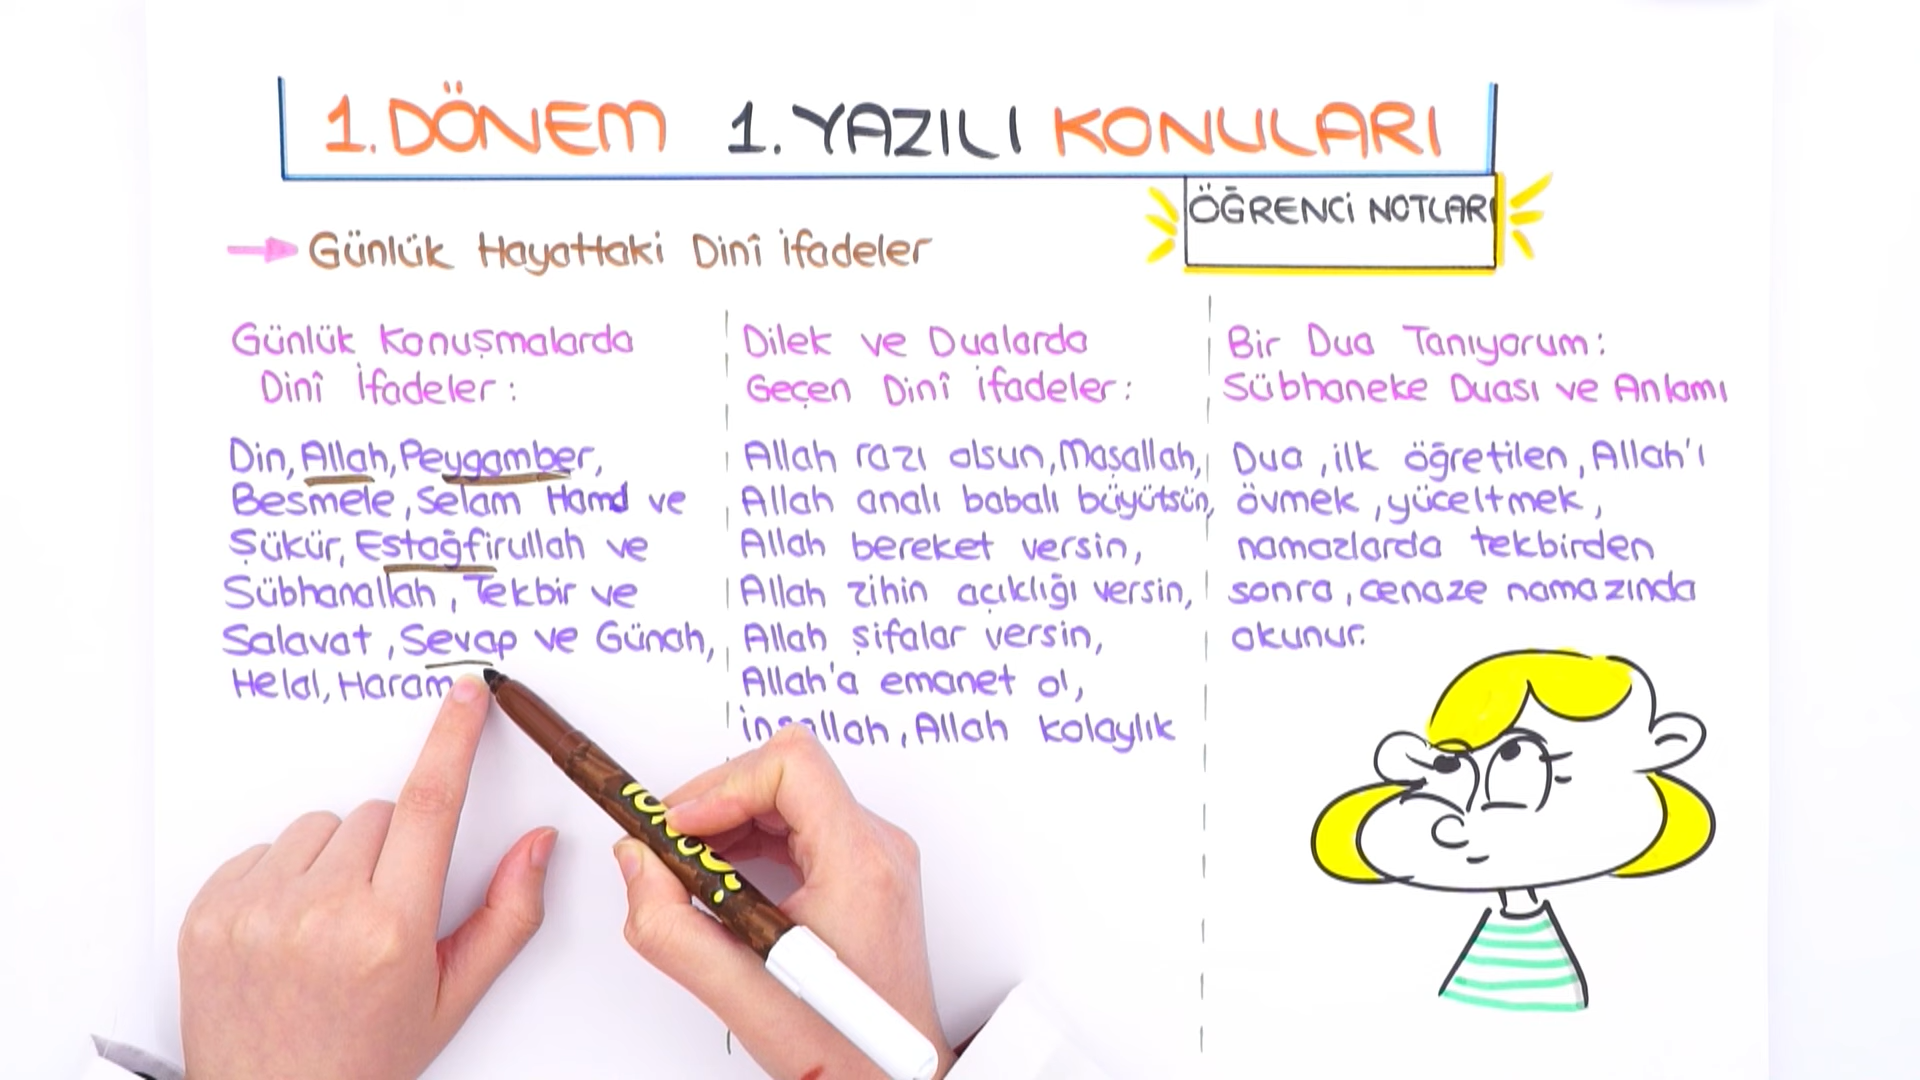 1. DÖNEM 1. YAZILI KONULARI
ÖĞRENCİ NOTLARI
Günlük Hayattaki Dinî İfadeler
Günlük Konuşmalarda
Dinî İfadeler:
Din, Allah, Peygamber,
Besmele, Selam Hamd ve
Şükür, Estağfirullah ve
Sübhanallah, Tekbir ve
Salavat, Sevap ve Günah,
Helal, Haram
Dilek ve Dualarda
Geçen Dinî İfadeler:
Allah razı olsun, Maşallah,
Allah analı babalı büyütsün,
Allah bereket versin,
Allah zihin açıklığı versin,
Allah şifalar versin,
Allah'a emanet ol,
inşallah, Allah kolaylık
Bir Dua Tanıyorum:
Sübhaneke Duası ve Anlamı
Dua, ilk öğretilen, Allah'ı
övmek, yüceltmek,
namazlarda tekbirden
sonra, cenaze namazında
okunur.